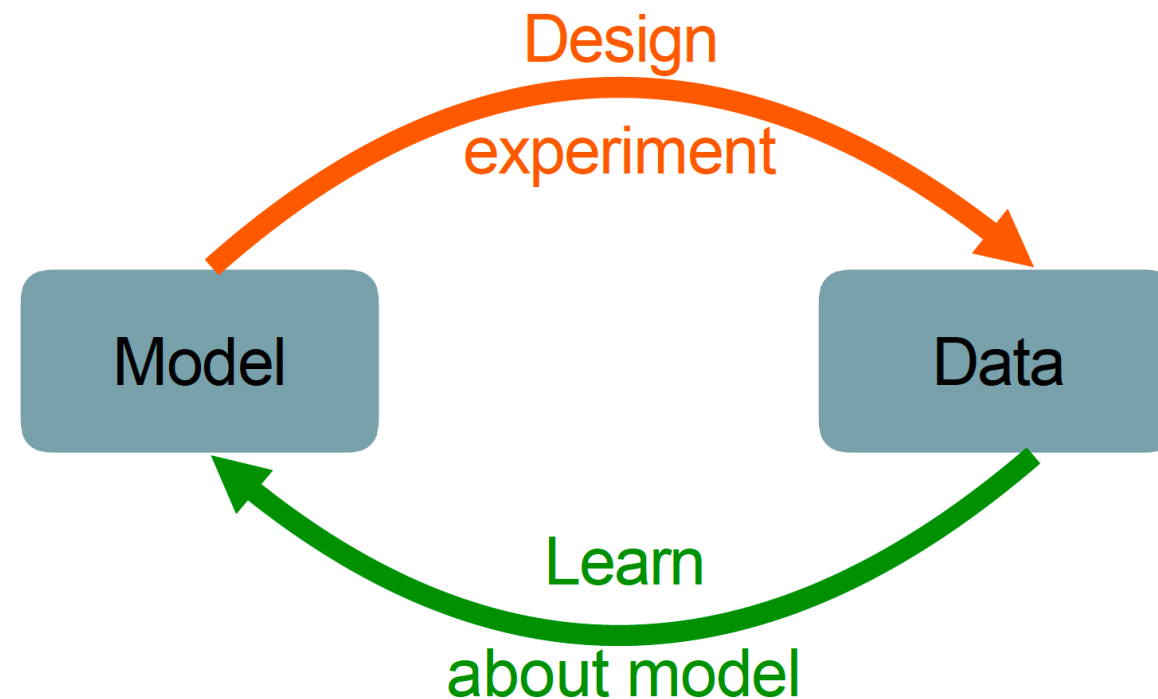 Design
experiment
Model
Data
Learn
about model